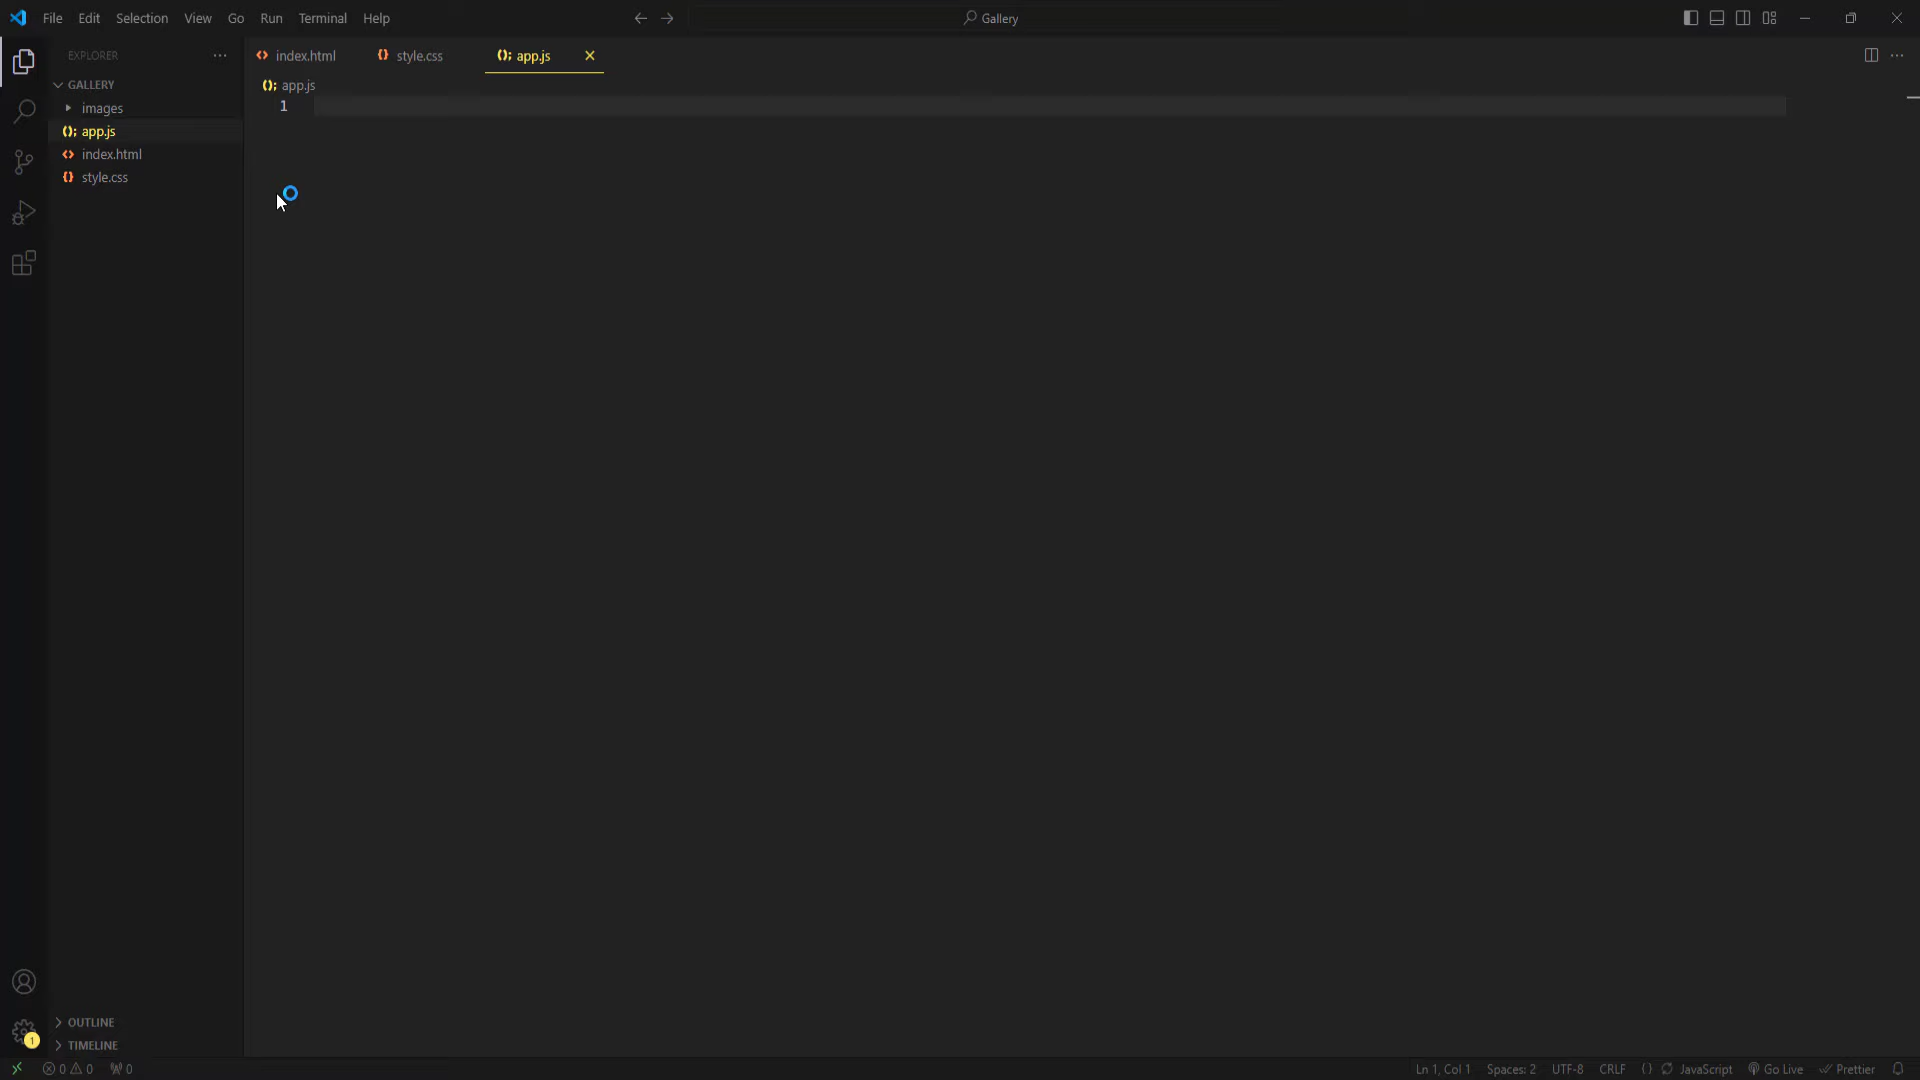 File Edit Selection View Go Run Terminal Help
Gallery
EXPLORER
index.html
style.css
app.js
GALLERY
app.js
images
1
app.js
index.html
style.css
OUTLINE
1
TIMELINE
0 0 0
Ln 1, Col 1 Spaces: 2 UTF-8 CRLF {} JavaScript Go Live Prettier